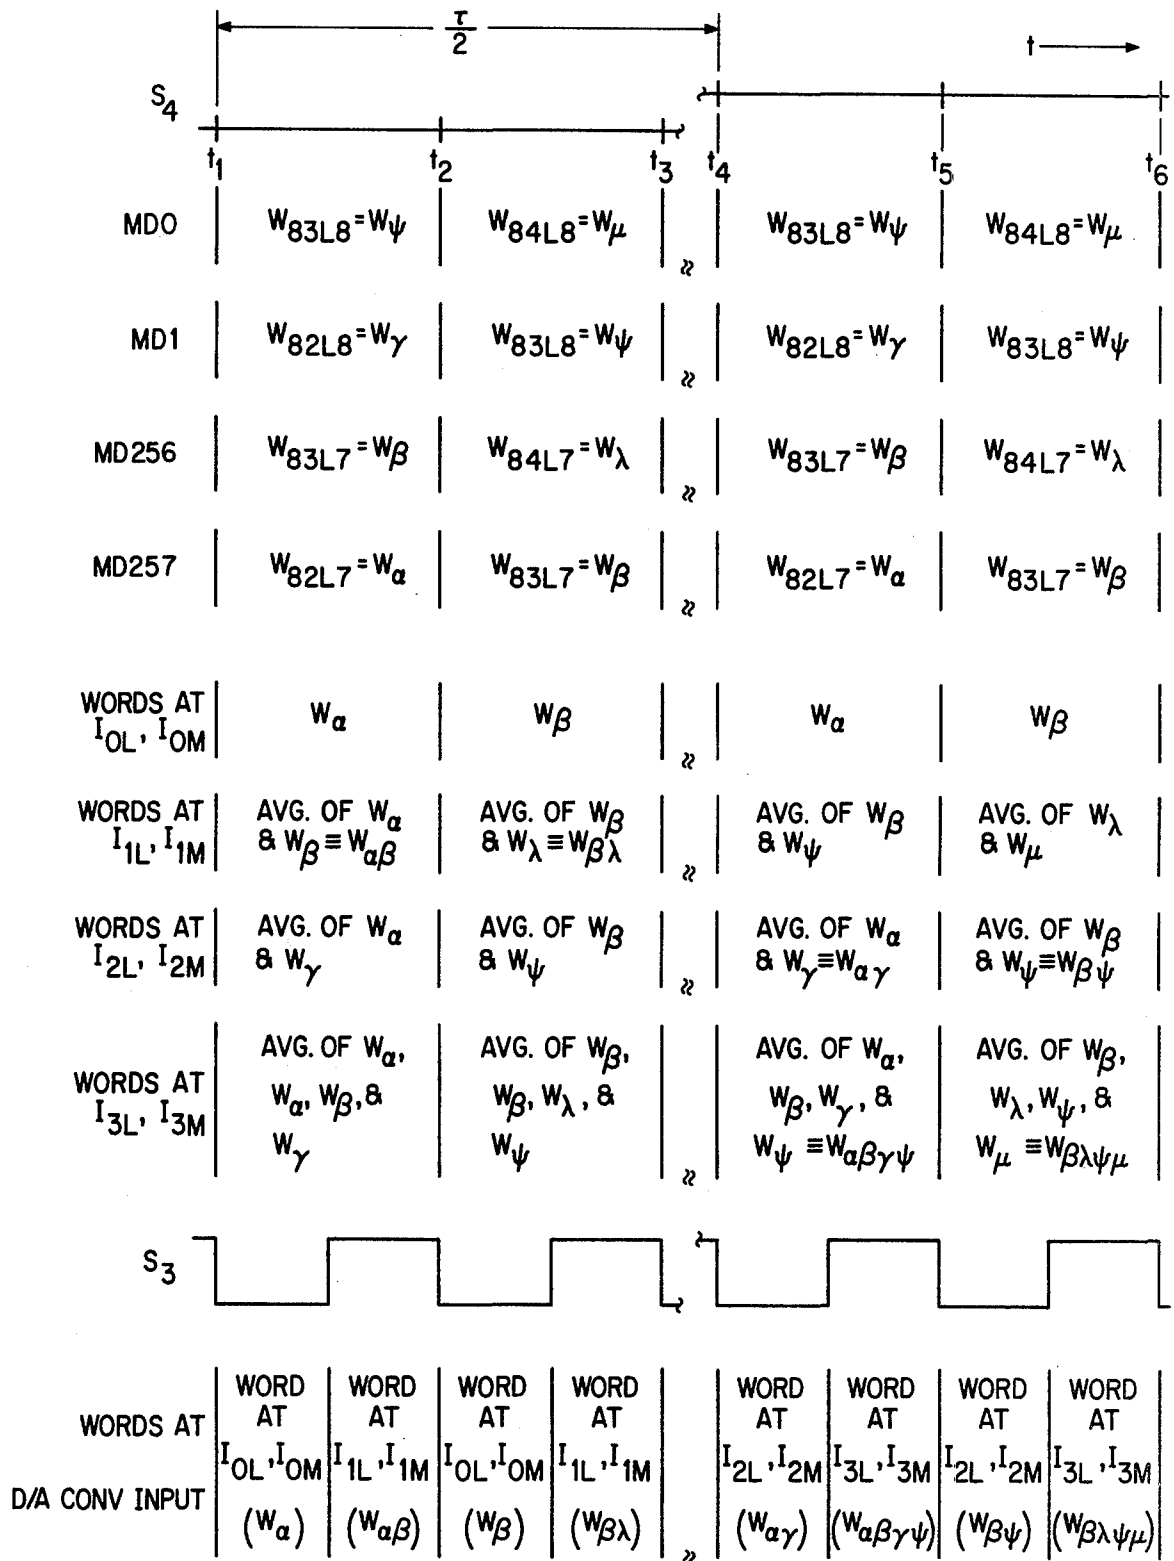 τ/2
t
S4
t1 t2 t3 t4 t5 t6
MD0 W83L8=Wψ W84L8=Wμ W83L8=Wψ W84L8=Wμ
MD1 W82L8=Wγ W83L8=Wψ W82L8=Wγ W83L8=Wψ
MD256 W83L7=Wβ W84L7=Wλ W83L7=Wβ W84L7=Wλ
MD257 W82L7=Wα W83L7=Wβ W82L7=Wα W83L7=Wβ
WORDS AT
I0L, I0M Wα Wβ Wα Wβ
WORDS AT AVG. OF Wα AVG. OF Wβ AVG. OF Wβ AVG. OF Wλ
I1L, I1M & Wβ≡Wαβ & Wλ≡Wβλ & Wψ & Wμ
WORDS AT AVG. OF Wα AVG. OF Wβ AVG. OF Wα AVG. OF Wβ
I2L, I2M & Wγ & Wψ & Wγ≡Wαγ & Wψ≡Wβψ
AVG. OF Wα, AVG. OF Wβ, AVG. OF Wα, AVG. OF Wβ,
WORDS AT Wα, Wβ, & Wβ, Wλ, & Wβ, Wγ, & Wλ, Wψ, &
I3L, I3M Wγ Wψ Wψ ≡Wαβγψ Wμ ≡Wβλψμ
S3
WORD WORD WORD WORD WORD WORD WORD WORD
WORDS AT AT AT AT AT AT AT AT AT
I0L, I0M I1L, I1M I0L, I0M I1L, I1M I2L, I2M I3L, I3M I2L, I2M I3L, I3M
D/A CONV INPUT (Wα) (Wαβ) (Wβ) (Wβλ) (Wαγ) (Wαβγψ) (Wβψ) (Wβλψμ)